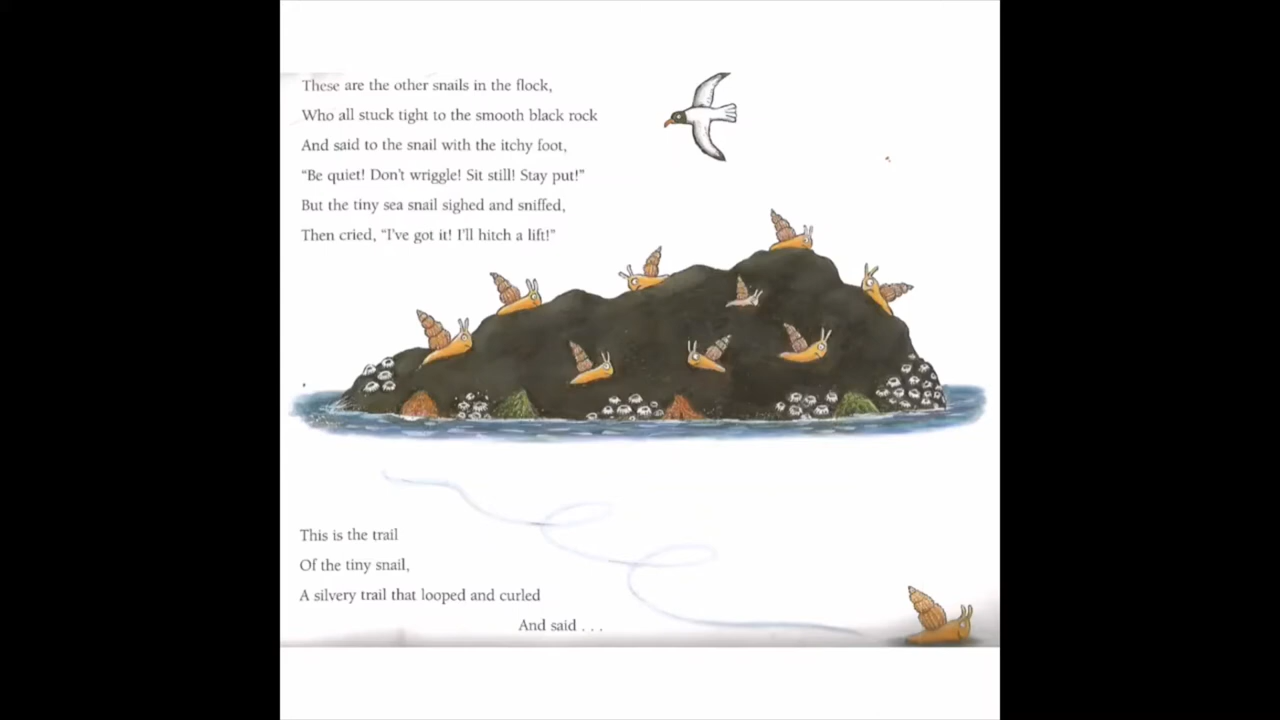 These are the other snails in the flock,
Who all stuck tight to the smooth black rock
And said to the snail with the itchy foot,
“Be quiet! Don't wriggle! Sit still! Stay put!”
But the tiny sea snail sighed and sniffed,
Then cried, “I've got it! I'll hitch a lift!”
This is the trail
Of the tiny snail,
A silvery trail that looped and curled
And said . . .